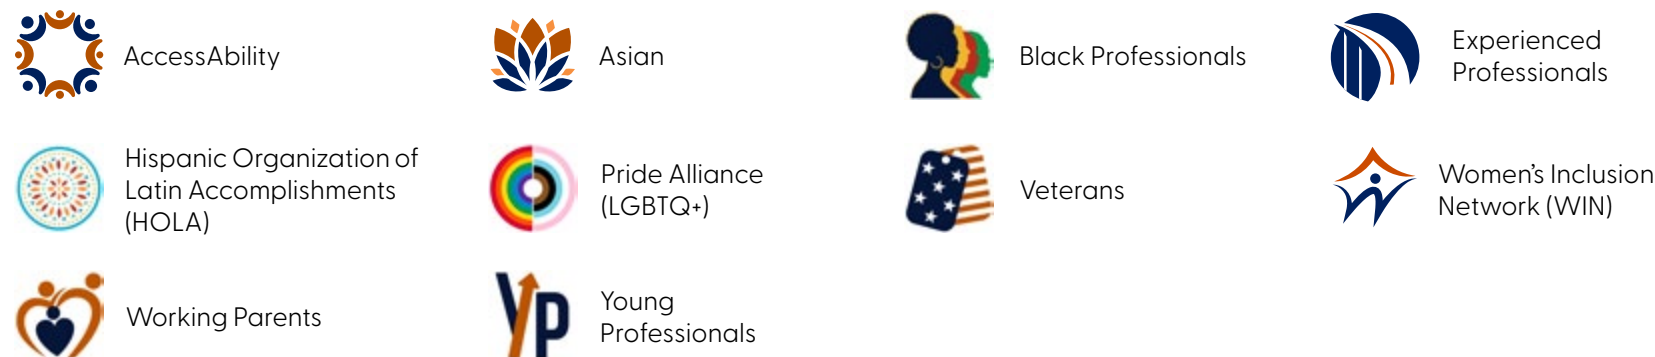 AccessAbility
Asian
Black Professionals
Experienced
Professionals
Hispanic Organization of
Latin Accomplishments
(HOLA)
Pride Alliance
(LGBTQ+)
Veterans
Women's Inclusion
Network (WIN)
Working Parents
YP
Young
Professionals